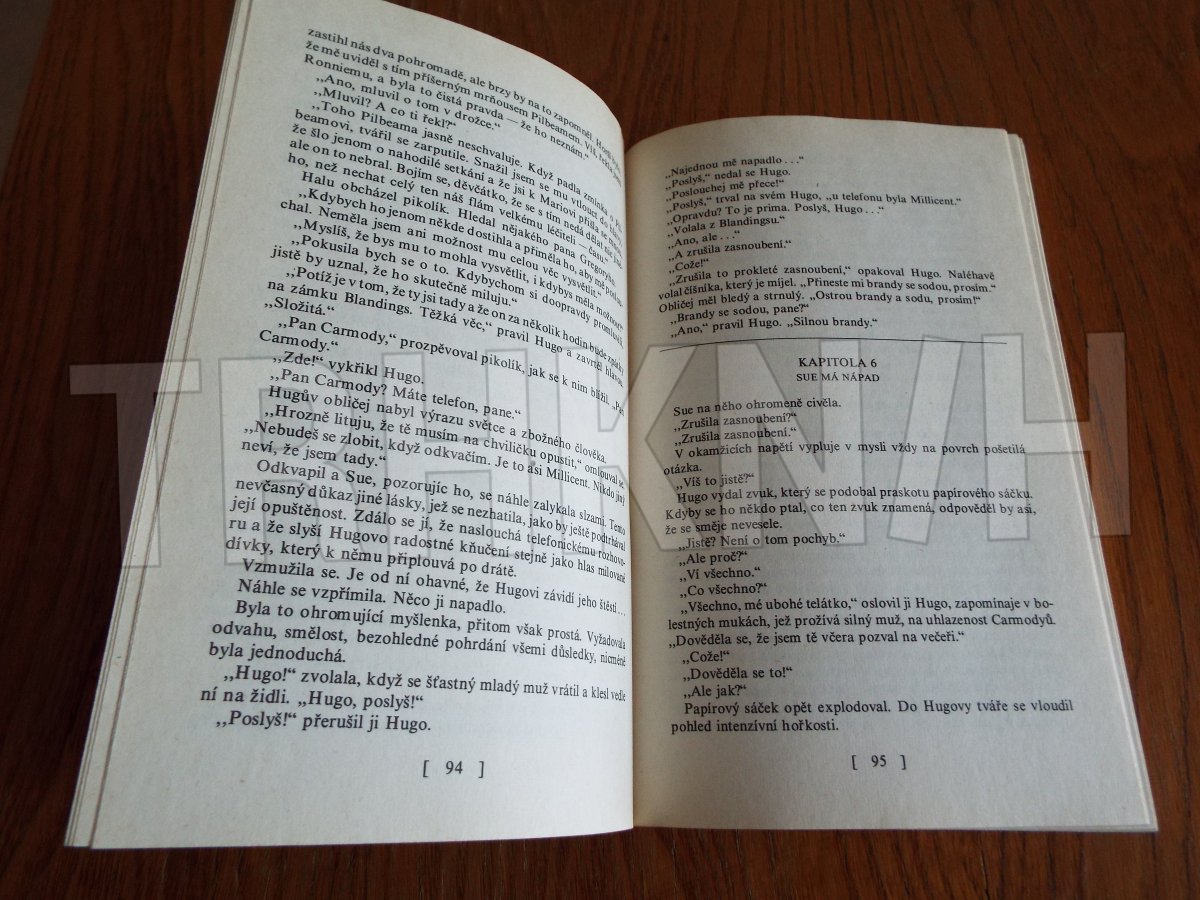 zastihl nás dva pohromadě, ale brzy by na to zapomněl.
že mě uviděl s tím příšerným mrňousem Pilbeamem. Víš, řekla jsem
Ronniemu, a byla to čistá pravda — že ho neznám.“
„Ano, mluvil o tom v drožce.“
„Mluvil? A co ti řekl?“
„Toho Pilbeama jasně neschvaluje. Když padla zmínka o
beamovi, tvářil se zarputile. Snažil jsem se mu vtlouct do hlavy,
že šlo jenom o nahodilé setkání a že jsi k Mariovi přišla se mnou,
ale on to nebral. Bojím se, děvčátko, že se s tím nedá dělat nic
ho, než nechat celý ten náš flám velkému léčiteli — času.“
Halu obcházel pikolík. Hledal nějakého pana Gregoryho.
„Kdybych ho jenom někde dostihla a přiměla ho, aby mě
chal. Neměla jsem ani možnost mu celou věc vysvětlit.“
„Myslíš, že bys mu to mohla vysvětlit, i kdybys měla možnost?“
„Pokusila bych se o to. Kdybychom si doopravdy promluvili,
jistě by uznal, že ho skutečně miluju.“
„Potíž je v tom, že ty jsi tady a že on za několik hodin bude zpátky
na zámku Blandings. Těžká věc,“ pravil Hugo a zavrtěl hlavou.
„Složitá.“
„Pan Carmody,“ prozpěvoval pikolík, jak se k nim blížil. „Pan
Carmody.“
„Zde!“ vykřikl Hugo.
„Pan Carmody? Máte telefon, pane.“
Hugův obličej nabyl výrazu světce a zbožného člověka.
„Hrozně lituju, že tě musím na chviličku opustit,“ omlouval se
„Nebudeš se zlobit, když odkvačím. Je to asi Millicent. Nikdo jiný
neví, že jsem tady.“
Odkvapil a Sue, pozorujíc ho, se náhle zalykala slzami. Tento
nevčasný důkaz jiné lásky, jež se nezhatila, jako by ještě podtrhával
její opuštěnost. Zdálo se jí, že naslouchá telefonickému rozhovo-
ru a že slyší Hugovo radostné kňučení stejně jako hlas milované
dívky, který k němu připlouvá po drátě.
Vzmužila se. Je od ní ohavné, že Hugovi závidí jeho štěstí...
Náhle se vzpřímila. Něco ji napadlo.
Byla to ohromující myšlenka, přitom však prostá. Vyžadovala
odvahu, smělost, bezohledné pohrdání všemi důsledky, nicméně
byla jednoduchá.
„Hugo!“ zvolala, když se šťastný mladý muž vrátil a klesl vedle
ní na židli. „Hugo, poslyš!“
„Poslyš!“ přerušil ji Hugo.
[ 94 ]
„Najednou mě napadlo . . .“
„Poslyš,“ nedal se Hugo.
„Poslouchej mě přece!“
„Poslyš,“ trval na svém Hugo, „u telefonu byla Millicent.“
„Opravdu? To je prima. Poslyš, Hugo . . .“
„Volala z Blandingsu.“
„Ano, ale . . .“
„A zrušila zasnoubení.“
„Cože!“
„Zrušila to prokleté zasnoubení,“ opakoval Hugo. Naléhavě
volal číšníka, který je míjel. „Přineste mi brandy se sodou, prosím.“
Obličej měl bledý a strnulý. „Ostrou brandy a sodu, prosím!“
„Brandy se sodou, pane?“
„Ano,“ pravil Hugo. „Silnou brandy.“
KAPITOLA 6
SUE MÁ NÁPAD
Sue na něho ohromeně civěla.
„Zrušila zasnoubení?“
„Zrušila zasnoubení.“
V okamžicích napětí vypluje v mysli vždy na povrch pošetilá
otázka.
„Víš to jistě?“
Hugo vydal zvuk, který se podobal praskotu papírového sáčku.
Kdyby se ho někdo ptal, co ten zvuk znamená, odpověděl by asi,
že se směje nevesele.
„Jistě? Není o tom pochyb.“
„Ale proč?“
„Ví všechno.“
„Co všechno?“
„Všechno, mé ubohé telátko,“ oslovil ji Hugo, zapomínaje v bo-
lestných mukách, jež prožívá silný muž, na uhlazenost Carmodyů.
„Dověděla se, že jsem tě včera pozval na večeři.“
„Cože!“
„Dověděla se to!“
„Ale jak?“
Papírový sáček opět explodoval. Do Hugovy tváře se vloudil
pohled intenzívní hořkosti.
[ 95 ]